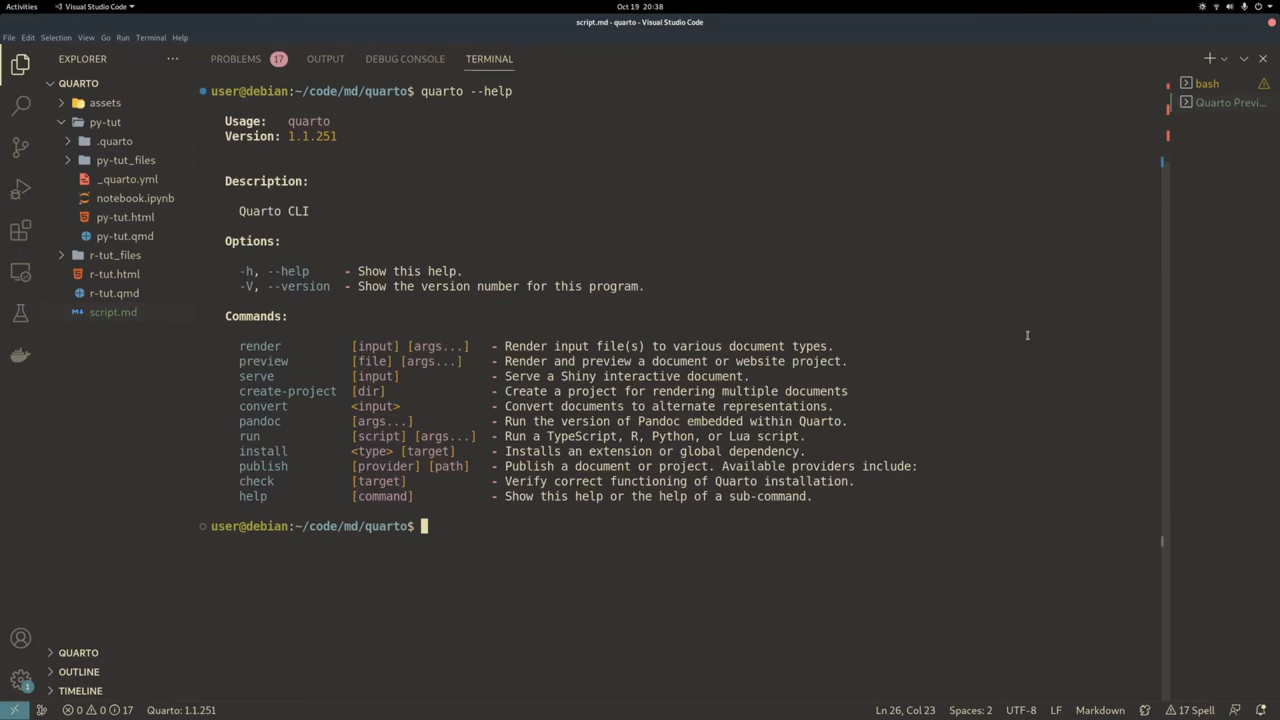 Activities Visual Studio Code Oct 19 20:38
script.md - quarto - Visual Studio Code
File Edit Selection View Go Run Terminal Help
EXPLORER PROBLEMS 17 OUTPUT DEBUG CONSOLE TERMINAL
QUARTO
assets
py-tut
.quarto
py-tut_files
_quarto.yml
notebook.ipynb
py-tut.html
py-tut.qmd
r-tut_files
r-tut.html
r-tut.qmd
script.md
QUARTO
OUTLINE
TIMELINE
user@debian:~/code/md/quarto$ quarto --help
Usage: quarto
Version: 1.1.251
Description:
Quarto CLI
Options:
-h, --help - Show this help.
-V, --version - Show the version number for this program.
Commands:
render [input] [args...] - Render input file(s) to various document types.
preview [file] [args...] - Render and preview a document or website project.
serve [input] - Serve a Shiny interactive document.
create-project [dir] - Create a project for rendering multiple documents
convert <input> - Convert documents to alternate representations.
pandoc [args...] - Run the version of Pandoc embedded within Quarto.
run [script] [args...] - Run a TypeScript, R, Python, or Lua script.
install <type> [target] - Installs an extension or global dependency.
publish [provider] [path] - Publish a document or project. Available providers include:
check [target] - Verify correct functioning of Quarto installation.
help [command] - Show this help or the help of a sub-command.
user@debian:~/code/md/quarto$
bash
Quarto Previ...
1
0 0 17 Quarto: 1.1.251 Ln 26, Col 23 Spaces: 2 UTF-8 LF Markdown 17 Spell